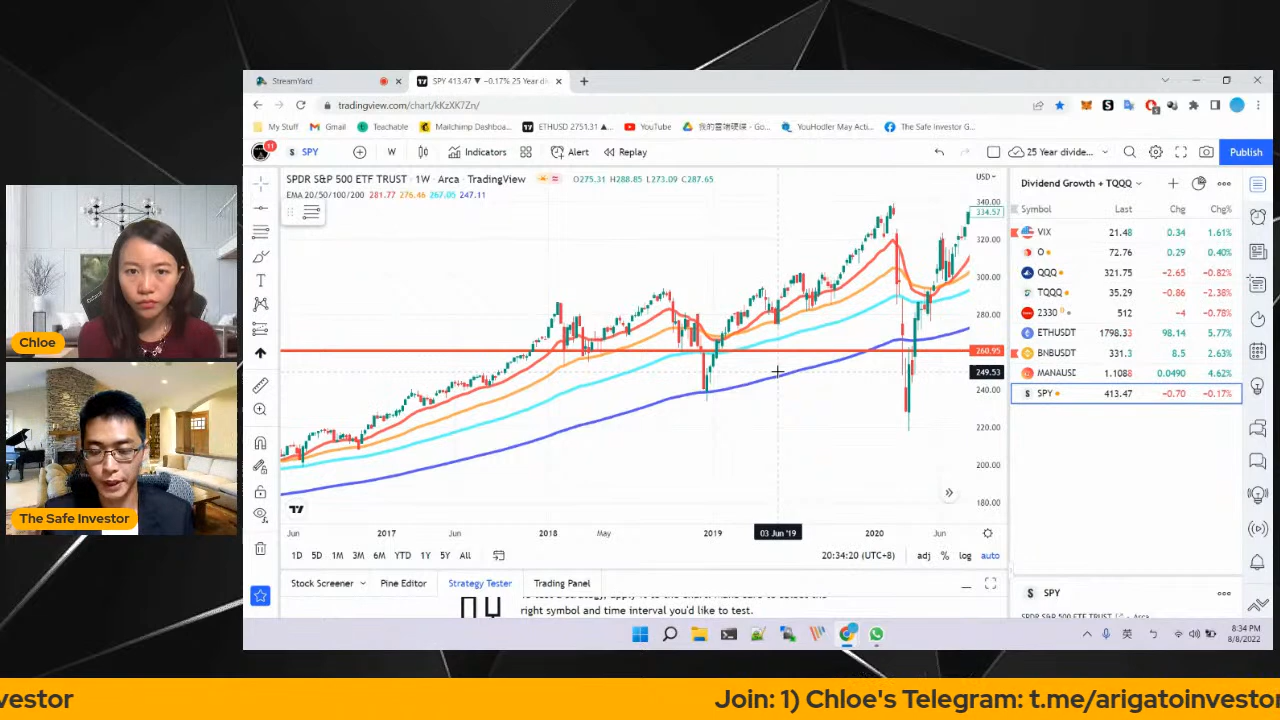 StreamYard
SPY 413.47 ▼ −0.17% 25 Year di
tradingview.com/chart/kKzXK7Zn/
My Stuff
Gmail
Teachable
Mailchimp Dashboa...
ETHUSD 2751.31 ▲...
YouTube
我的雲端硬碟 - Go...
YouHodler May Acti...
The Safe Investor G...
11
SPY
W
Indicators
Alert
Replay
25 Year divide...
Publish
SPDR S&P 500 ETF TRUST · 1W · Arca · TradingView
O275.31 H288.85 L273.09 C287.65
EMA 20/50/100/200 281.77 276.46 267.05 247.11
USD
340.00
334.57
320.00
300.00
280.00
260.95
249.53
240.00
220.00
200.00
180.00
Jun
2017
Jun
2018
May
2019
03 Jun '19
2020
Jun
1D 5D 1M 3M 6M YTD 1Y 5Y All
20:34:20 (UTC+8)
adj % log auto
Stock Screener
Pine Editor
Strategy Tester
Trading Panel
right symbol and time interval you'd like to test.
Dividend Growth + TQQQ
Symbol Last Chg Chg%
VIX 21.48 0.34 1.61%
O 72.76 0.29 0.40%
QQQ 321.75 −2.65 −0.82%
TQQQ 35.29 −0.86 −2.38%
2330 D 512 −4 −0.78%
ETHUSDT 1798.33 98.14 5.77%
BNBUSDT 331.3 8.5 2.63%
MANAUSD 1.1088 0.0490 4.62%
SPY 413.47 −0.70 −0.17%
S SPY
英
8:34 PM
8/8/2022
Chloe
The Safe Investor
vestor
Join: 1) Chloe's Telegram: t.me/arigatoinvestor